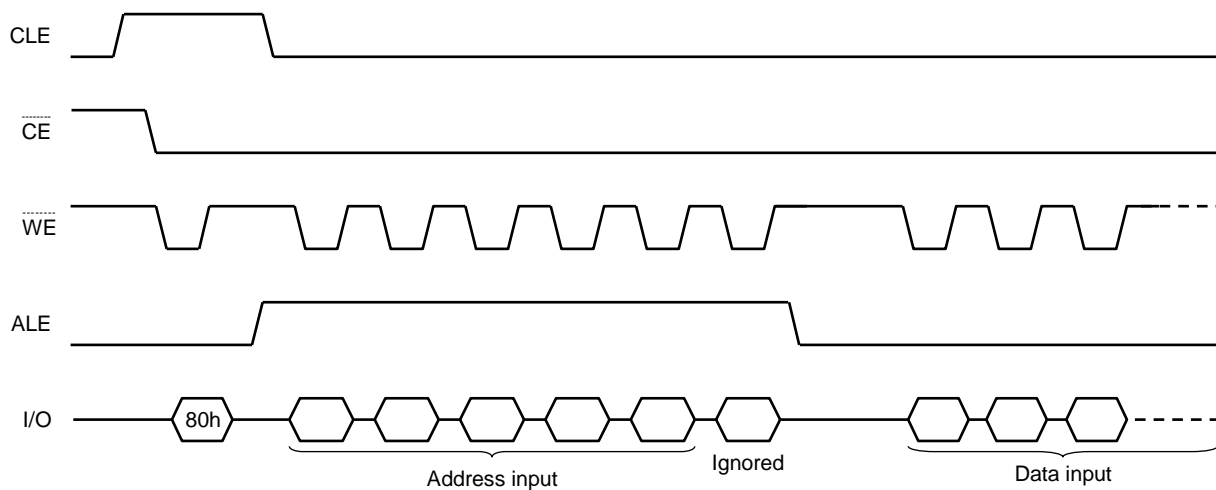 CLE
CE
WE
ALE
I/O
80h
Address input
Ignored
Data input